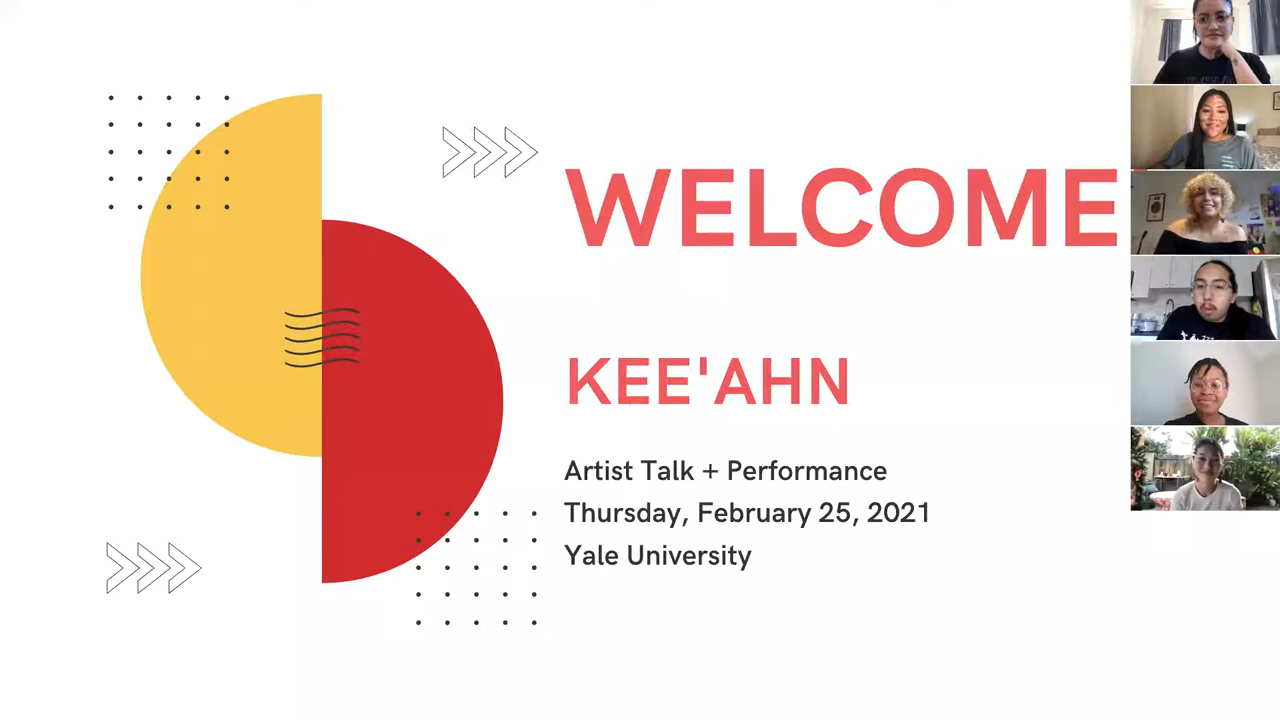 WELCOME
KEE'AHN
Artist Talk + Performance
Thursday, February 25, 2021
Yale University